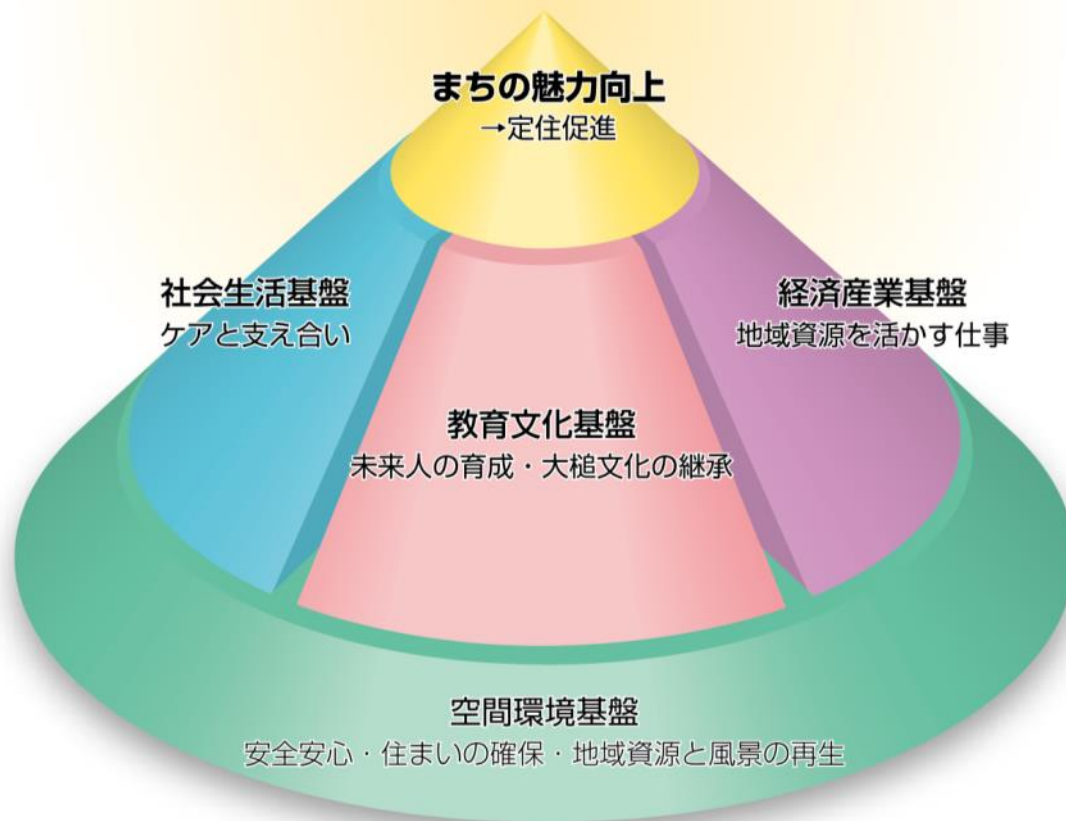 まちの魅力向上
→定住促進
社会生活基盤
ケアと支え合い
経済産業基盤
地域資源を活かす仕事
教育文化基盤
未来人の育成・大槌文化の継承
空間環境基盤
安全安心・住まいの確保・地域資源と風景の再生